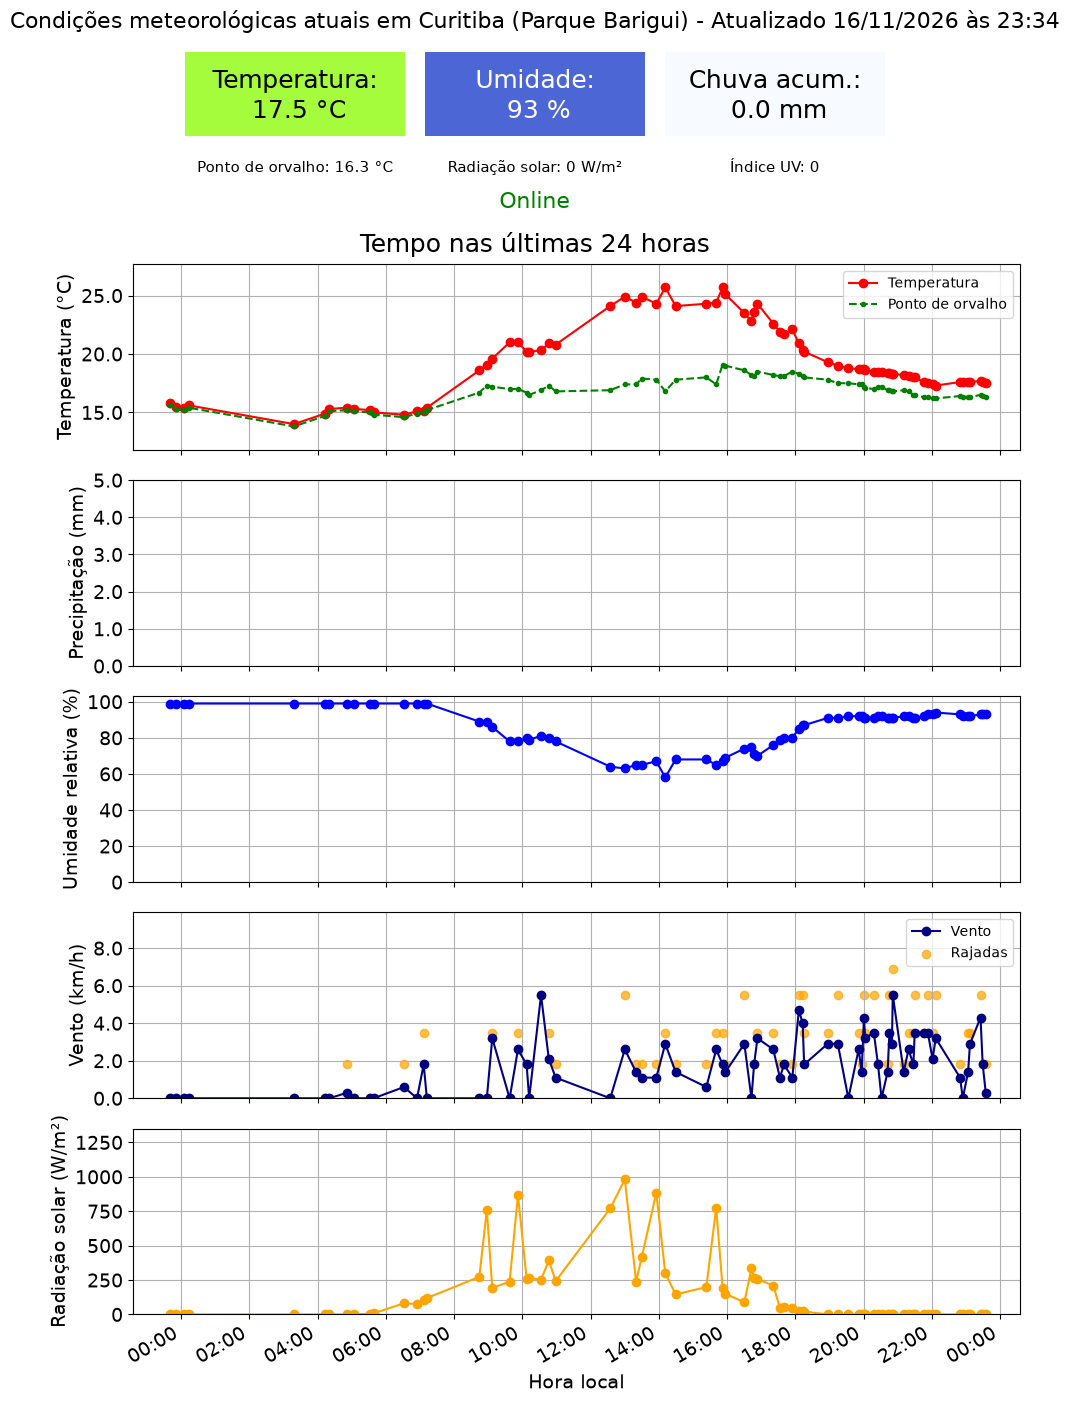 Condições meteorológicas atuais em Curitiba (Parque Barigui) - Atualizado 16/11/2026 às 23:34
Temperatura:
17.5 °C
Umidade:
93 %
Chuva acum.:
0.0 mm
Ponto de orvalho: 16.3 °C
Radiação solar: 0 W/m²
Índice UV: 0
Online
Tempo nas últimas 24 horas
Temperatura (°C)
25.0
20.0
15.0
Temperatura
Ponto de orvalho
Precipitação (mm)
5.0
4.0
3.0
2.0
1.0
0.0
Umidade relativa (%)
100
80
60
40
20
0
Vento (km/h)
8.0
6.0
4.0
2.0
0.0
Vento
Rajadas
Radiação solar (W/m²)
1250
1000
750
500
250
0
00:00
02:00
04:00
06:00
08:00
10:00
12:00
14:00
16:00
18:00
20:00
22:00
00:00
Hora local